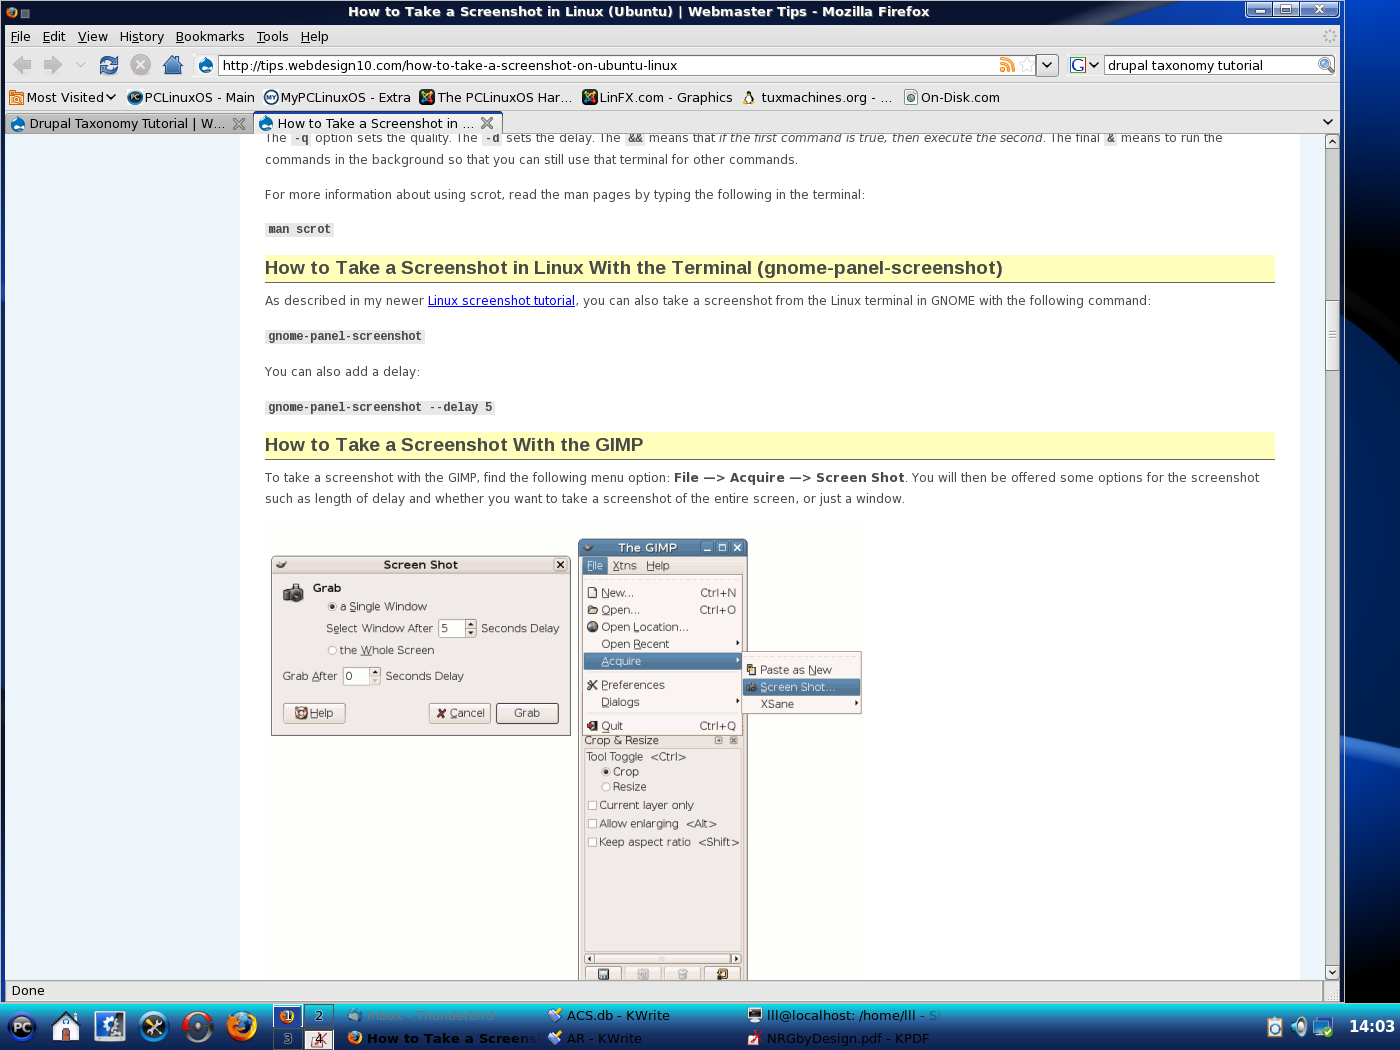 How to Take a Screenshot in Linux (Ubuntu) | Webmaster Tips - Mozilla Firefox
File Edit View History Bookmarks Tools Help
http://tips.webdesign10.com/how-to-take-a-screenshot-on-ubuntu-linux
G drupal taxonomy tutorial
Most Visited PCLinuxOS - Main MyPCLinuxOS - Extra The PCLinuxOS Har... LinFX.com - Graphics tuxmachines.org - ... On-Disk.com
Drupal Taxonomy Tutorial | W... How to Take a Screenshot in ...
The -q option sets the quality. The -d sets the delay. The && means that if the first command is true, then execute the second. The final & means to run the
commands in the background so that you can still use that terminal for other commands.
For more information about using scrot, read the man pages by typing the following in the terminal:
man scrot
How to Take a Screenshot in Linux With the Terminal (gnome-panel-screenshot)
As described in my newer Linux screenshot tutorial, you can also take a screenshot from the Linux terminal in GNOME with the following command:
gnome-panel-screenshot
You can also add a delay:
gnome-panel-screenshot --delay 5
How to Take a Screenshot With the GIMP
To take a screenshot with the GIMP, find the following menu option: File —> Acquire —> Screen Shot. You will then be offered some options for the screenshot
such as length of delay and whether you want to take a screenshot of the entire screen, or just a window.
Screen Shot
Grab
a Single Window
Select Window After 5 Seconds Delay
the Whole Screen
Grab After 0 Seconds Delay
Help Cancel Grab
The GIMP
File Xtns Help
New... Ctrl+N
Open... Ctrl+O
Open Location...
Open Recent
Acquire
Preferences
Dialogs
Quit Ctrl+Q
Paste as New
Screen Shot...
XSane
Crop & Resize
Tool Toggle <Ctrl>
Crop
Resize
Current layer only
Allow enlarging <Alt>
Keep aspect ratio <Shift>
Done
PC
1 2
3 4
Inbox - Thunderbird ACS.db - KWrite lll@localhost: /home/lll - S
How to Take a Screens AR - KWrite NRGbyDesign.pdf - KPDF
14:03